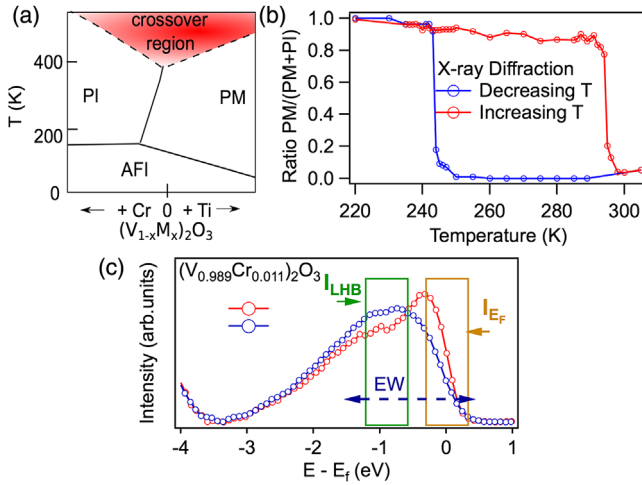 (a)
crossover
region
T (K)
400
200
0
PI
PM
AFI
+ Cr 0 + Ti
(V1-xMx)2O3
(b)
Ratio PM/(PM+PI)
1.0
0.8
0.6
0.4
0.2
0.0
X-ray Diffraction
Decreasing T
Increasing T
220 240 260 280 300
Temperature (K)
(c)
Intensity (arb.units)
(V0.989Cr0.011)2O3
ILHB
IEF
EW
-4 -3 -2 -1 0 1
E - Ef (eV)